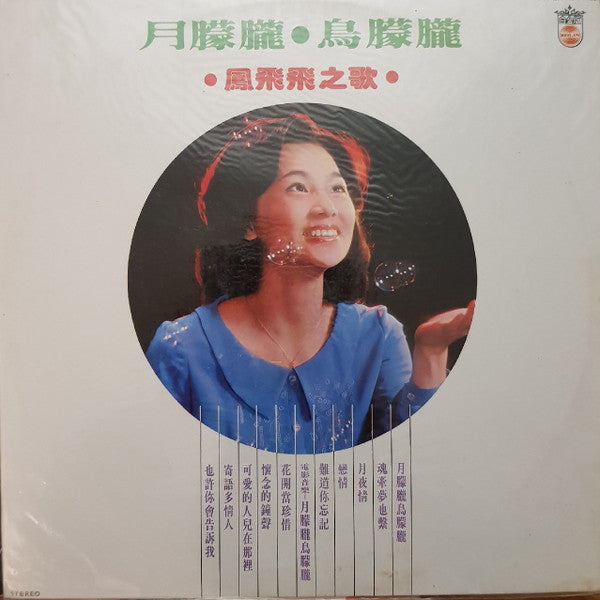 月朦朧•鳥朦朧
•鳳飛飛之歌•
月朦朧鳥朦朧
魂牽夢也繫
月夜情
戀情
難道你忘記
電影音樂-月朦朧鳥朦朧
花開當珍惜
懷念的鐘聲
可愛的人兒在那裡
寄語多情人
也許你會告訴我
STEREO